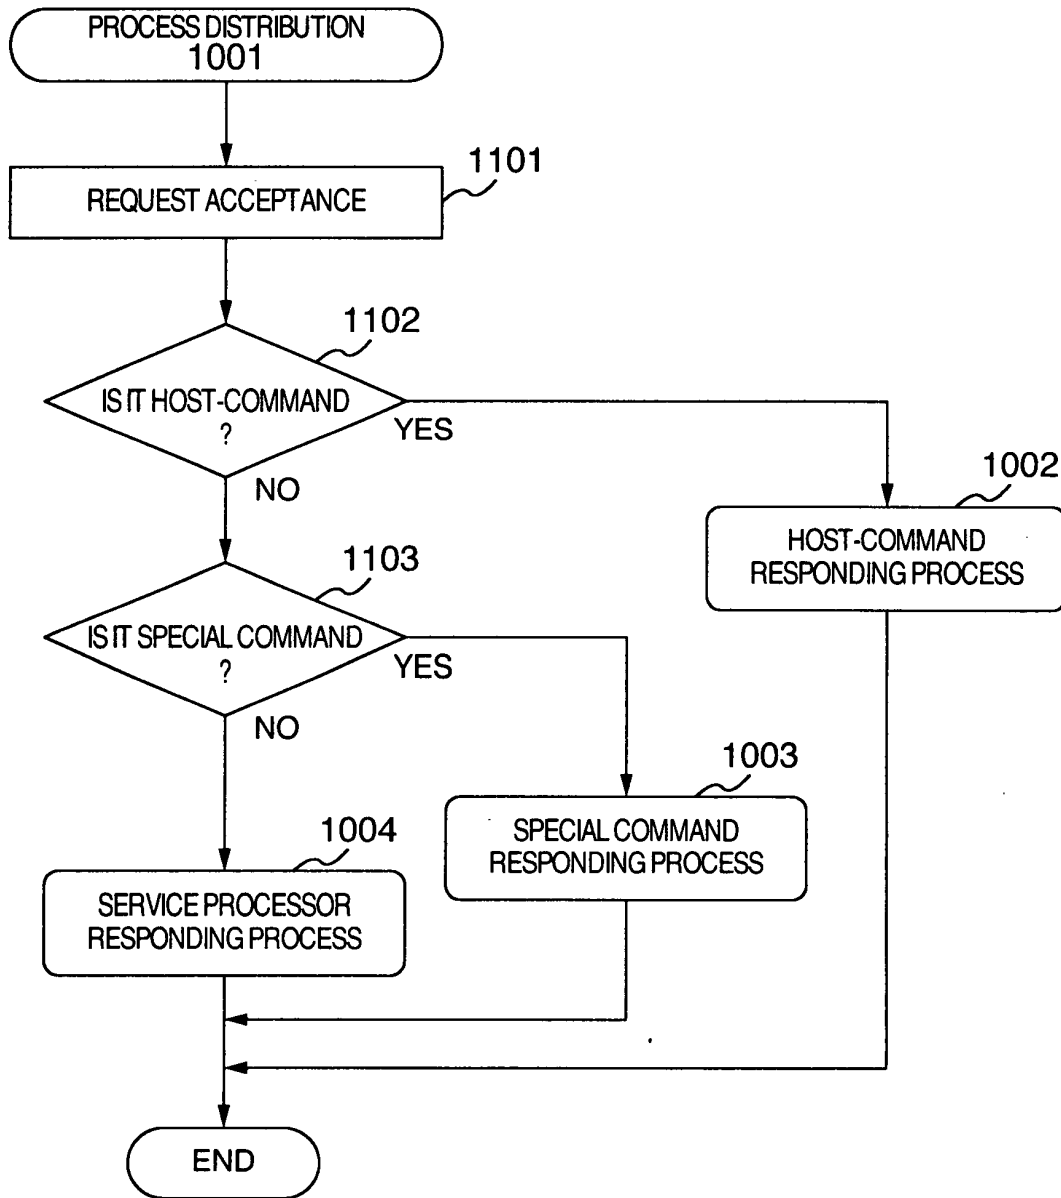 PROCESS DISTRIBUTION
1001
1101
REQUEST ACCEPTANCE
1102
IS IT HOST-COMMAND
?
YES
NO
1002
HOST-COMMAND
RESPONDING PROCESS
1103
IS IT SPECIAL COMMAND
?
YES
NO
1003
SPECIAL COMMAND
RESPONDING PROCESS
1004
SERVICE PROCESSOR
RESPONDING PROCESS
END